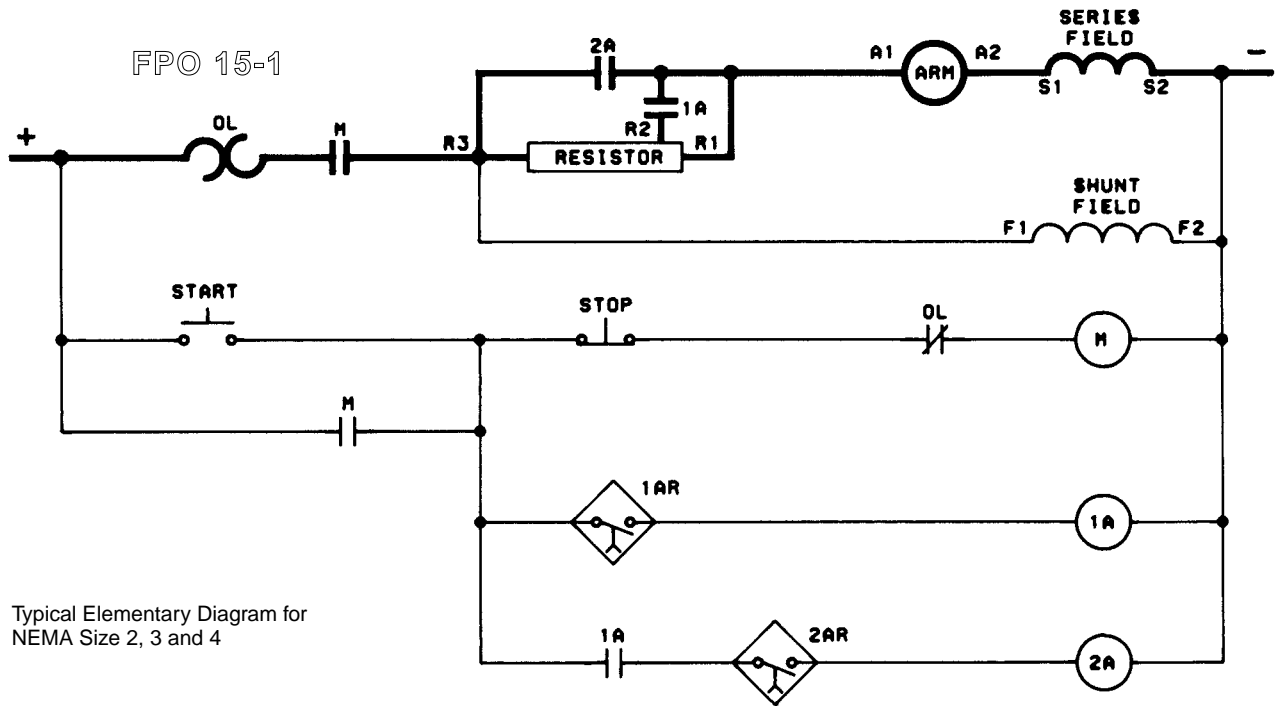 FPO 15-1
SERIES
FIELD
2A
A1
ARM
A2
−
S1
S2
1A
+
OL
M
R3
R2
RESISTOR
R1
SHUNT
FIELD
F1
F2
START
STOP
OL
M
M
1AR
1A
Typical Elementary Diagram for
NEMA Size 2, 3 and 4
1A
2AR
2A